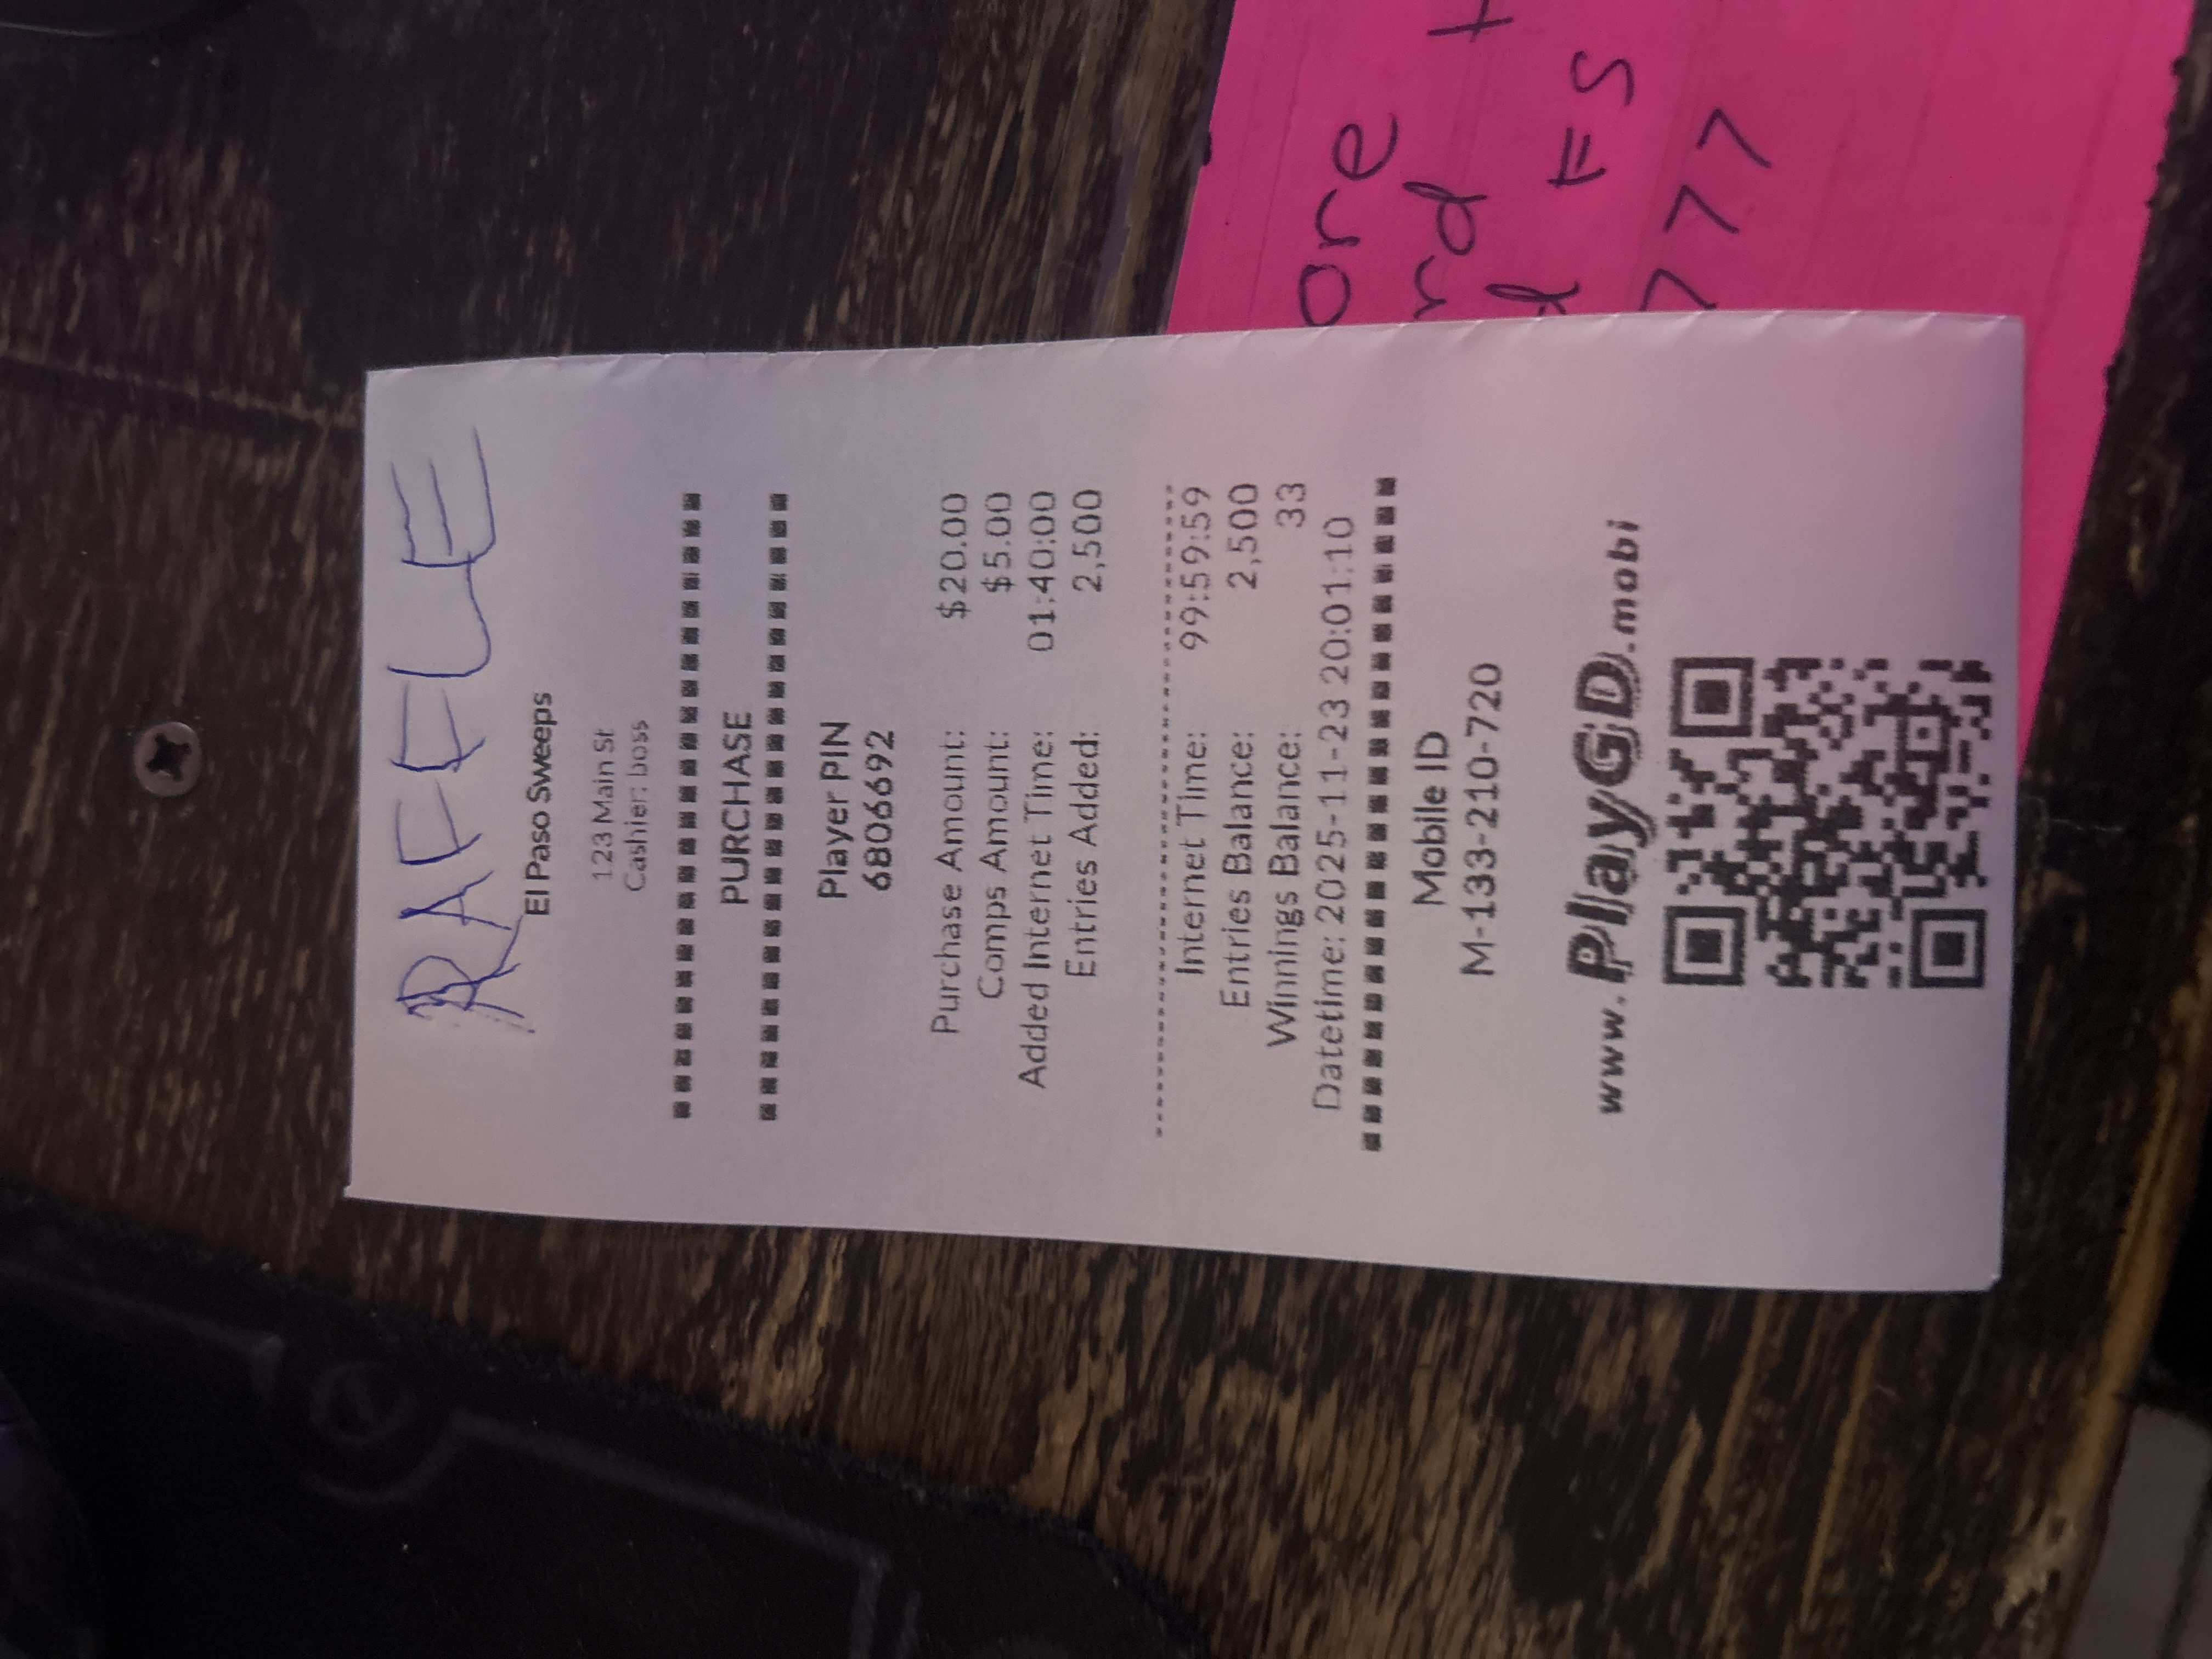 RAFFLE
El Paso Sweeps
123 Main St
Cashier: boss
PURCHASE
Player PIN
6806692
Purchase Amount: $20.00
Comps Amount: $5.00
Added Internet Time: 01:40:00
Entries Added: 2,500
Internet Time: 99:59:59
Entries Balance: 2,500
Winnings Balance: 33
Datetime: 2025-11-23 20:01:10
Mobile ID
M-133-210-720
www.PlayGD.mobi
ore
rd
777